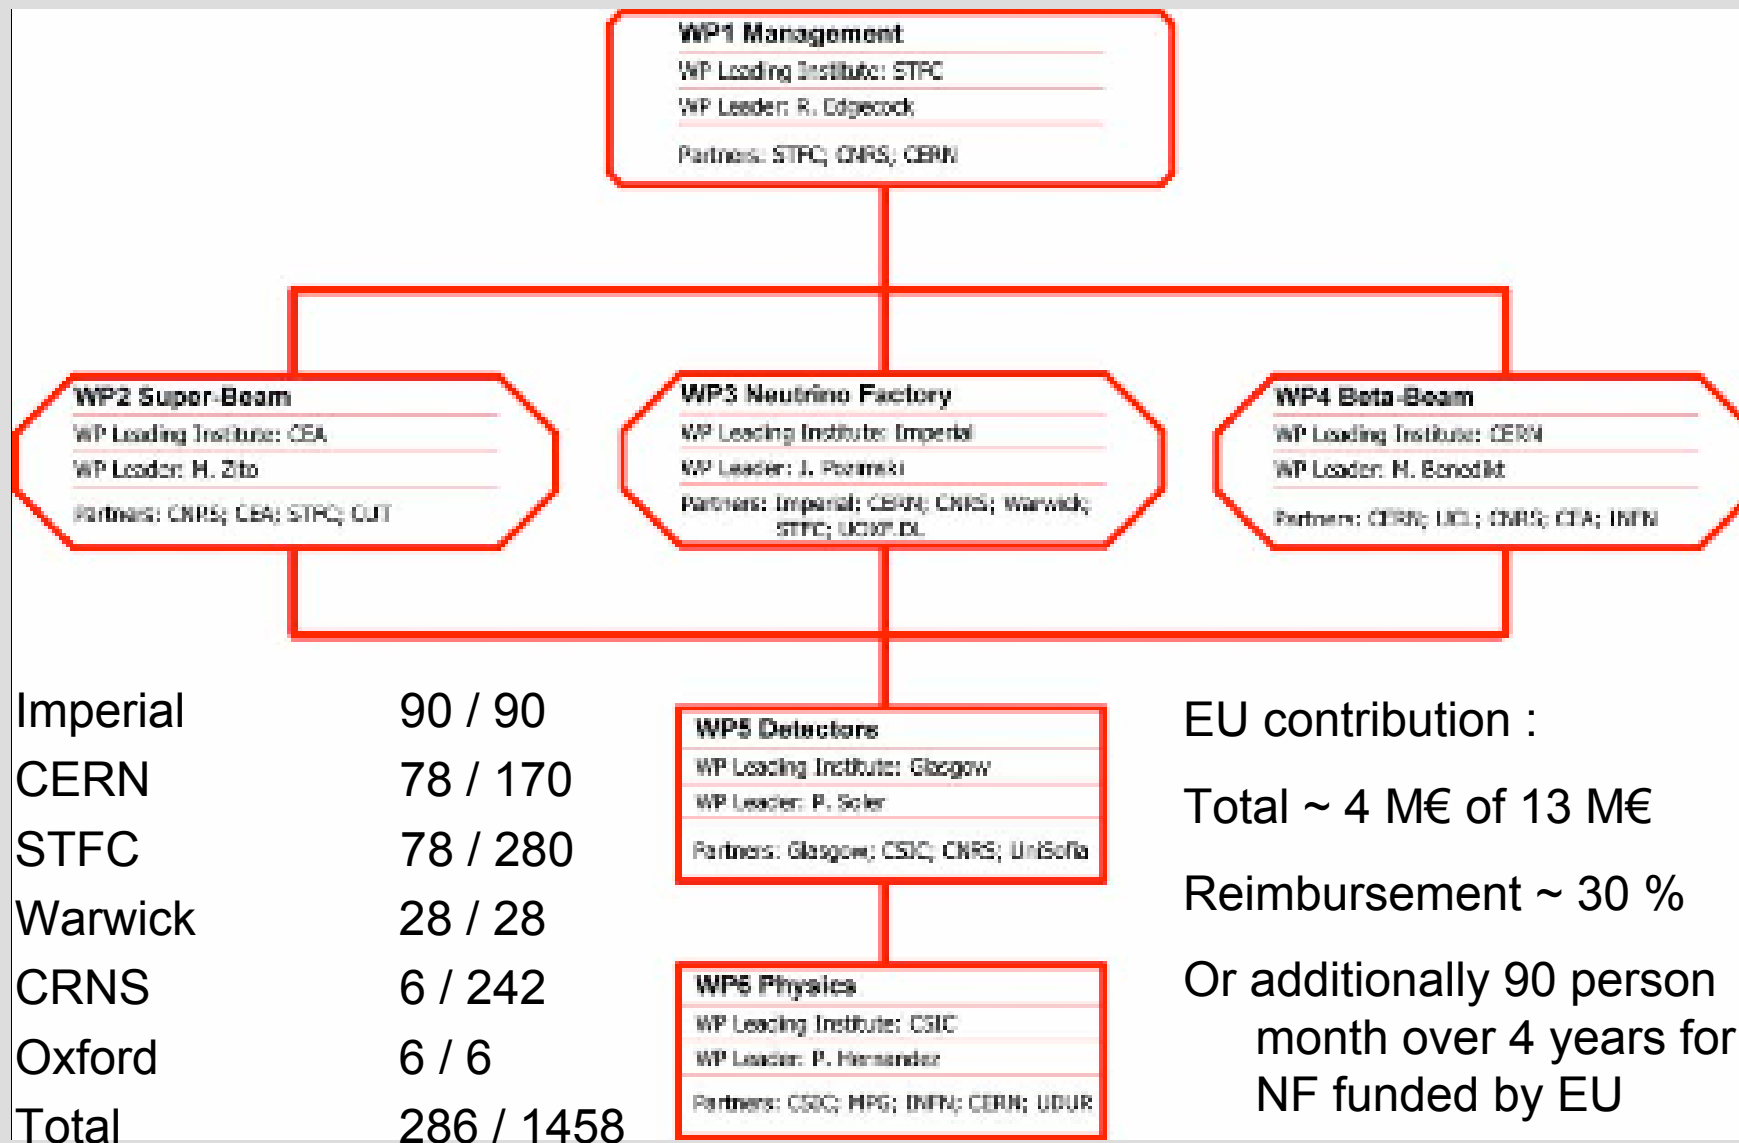 WP1 Management
WP Leading Institute: STFC
WP Leader: R. Edgecock
Partners: STFC; CNRS; CERN
WP2 Super-Beam
WP Leading Institute: CEA
WP Leader: M. Zito
Partners: CNRS; CEA; STFC; CUT
WP3 Neutrino Factory
WP Leading Institute: Imperial
WP Leader: J. Pozimski
Partners: Imperial; CERN; CNRS; Warwick;
STFC;
WP4 Beta-Beam
WP Leading Institute: CERN
WP Leader: M. Benedikt
Partners: CERN; UCL; CNRS; CEA; INFN
WP5 Detectors
WP Leading Institute: Glasgow
WP Leader: P. Soler
Partners: Glasgow; CSIC; CNRS; UniSofia
WP6 Physics
WP Leading Institute: CSIC
WP Leader: P. Hernandez
Partners: CSIC; MPG; INFN; CERN; UDUR
Imperial 90 / 90
CERN 78 / 170
STFC 78 / 280
Warwick 28 / 28
CRNS 6 / 242
Oxford 6 / 6
Total 286 / 1458
EU contribution :
Total ~ 4 M€ of 13 M€
Reimbursement ~ 30 %
Or additionally 90 person
month over 4 years for
NF funded by EU